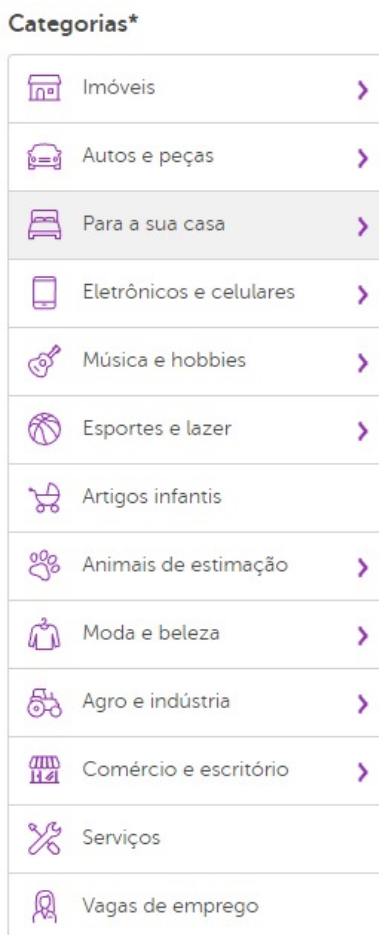 Categorias*
Imóveis
Autos e peças
Para a sua casa
Eletrônicos e celulares
Música e hobbies
Esportes e lazer
Artigos infantis
Animais de estimação
Moda e beleza
Agro e indústria
Comércio e escritório
Serviços
Vagas de emprego